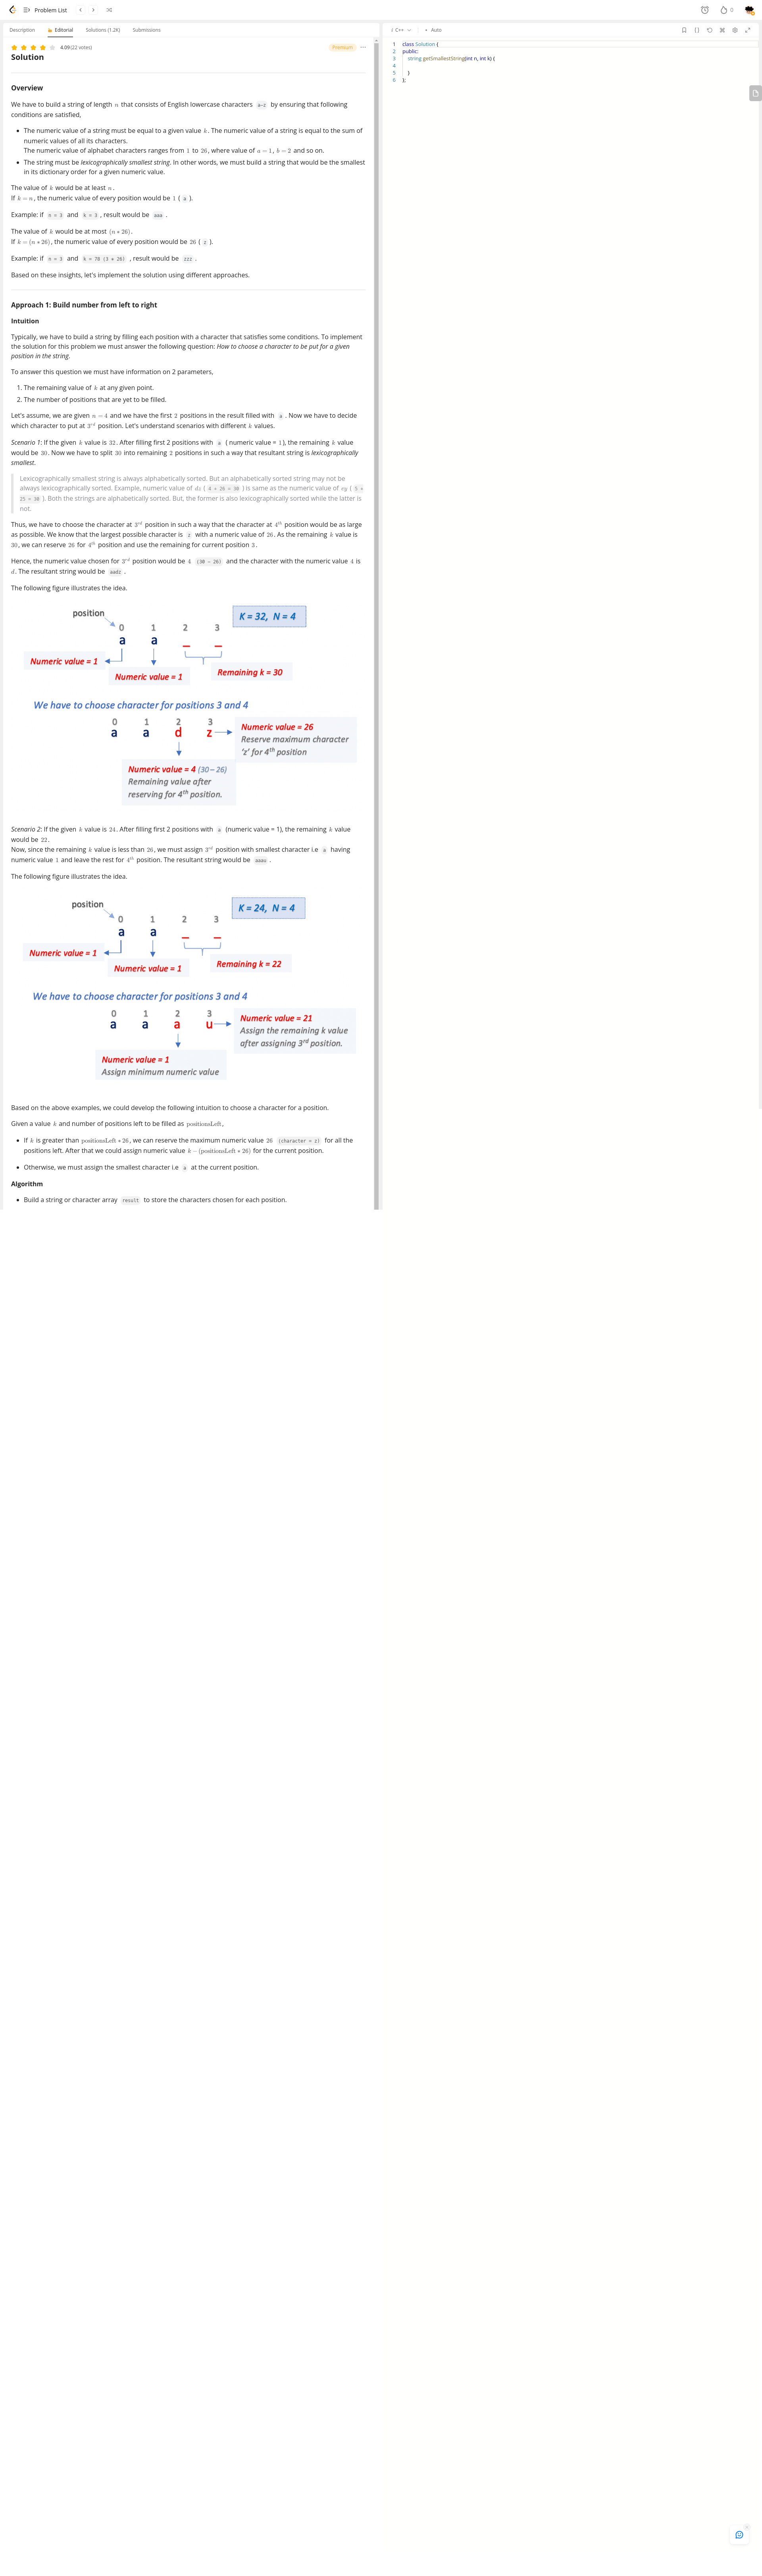 Problem List
0
Description
Editorial
Solutions (1.2K)
Submissions
4.09 (22 votes)
Premium
Solution
Overview
We have to build a string of length n that consists of English lowercase characters a-z by ensuring that following
conditions are satisfied,
The numeric value of a string must be equal to a given value k. The numeric value of a string is equal to the sum of
numeric values of all its characters.
The numeric value of alphabet characters ranges from 1 to 26, where value of a = 1, b = 2 and so on.
The string must be lexicographically smallest string. In other words, we must build a string that would be the smallest
in its dictionary order for a given numeric value.
The value of k would be at least n.
If k = n, the numeric value of every position would be 1 ( a ).
Example: if n = 3 and k = 3 , result would be aaa .
The value of k would be at most (n * 26).
If k = (n * 26), the numeric value of every position would be 26 ( z ).
Example: if n = 3 and k = 78 (3 * 26) , result would be zzz .
Based on these insights, let's implement the solution using different approaches.
Approach 1: Build number from left to right
Intuition
Typically, we have to build a string by filling each position with a character that satisfies some conditions. To implement
the solution for this problem we must answer the following question: How to choose a character to be put for a given
position in the string.
To answer this question we must have information on 2 parameters,
1. The remaining value of k at any given point.
2. The number of positions that are yet to be filled.
Let's assume, we are given n = 4 and we have the first 2 positions in the result filled with a . Now we have to decide
which character to put at 3rd position. Let's understand scenarios with different k values.
Scenario 1: If the given k value is 32. After filling first 2 positions with a ( numeric value = 1), the remaining k value
would be 30. Now we have to split 30 into remaining 2 positions in such a way that resultant string is lexicographically
smallest.
Lexicographically smallest string is always alphabetically sorted. But an alphabetically sorted string may not be
always lexicographically sorted. Example, numeric value of dz ( 4 + 26 = 30 ) is same as the numeric value of ey ( 5 +
25 = 30 ). Both the strings are alphabetically sorted. But, the former is also lexicographically sorted while the latter is
not.
Thus, we have to choose the character at 3rd position in such a way that the character at 4th position would be as large
as possible. We know that the largest possible character is z with a numeric value of 26. As the remaining k value is
30, we can reserve 26 for 4th position and use the remaining for current position 3.
Hence, the numeric value chosen for 3rd position would be 4 (30 - 26) and the character with the numeric value 4 is
d. The resultant string would be aadz .
The following figure illustrates the idea.
position
K = 32, N = 4
0 1 2 3
a a _ _
Numeric value = 1
Numeric value = 1
Remaining k = 30
We have to choose character for positions 3 and 4
0 1 2 3
a a d z
Numeric value = 26
Reserve maximum character
'z' for 4th position
Numeric value = 4 (30 – 26)
Remaining value after
reserving for 4th position.
Scenario 2: If the given k value is 24. After filling first 2 positions with a (numeric value = 1), the remaining k value
would be 22.
Now, since the remaining k value is less than 26, we must assign 3rd position with smallest character i.e a having
numeric value 1 and leave the rest for 4th position. The resultant string would be aaau .
The following figure illustrates the idea.
position
K = 24, N = 4
0 1 2 3
a a _ _
Numeric value = 1
Numeric value = 1
Remaining k = 22
We have to choose character for positions 3 and 4
0 1 2 3
a a a u
Numeric value = 21
Assign the remaining k value
after assigning 3rd position.
Numeric value = 1
Assign minimum numeric value
Based on the above examples, we could develop the following intuition to choose a character for a position.
Given a value k and number of positions left to be filled as positionsLeft,
If k is greater than positionsLeft * 26, we can reserve the maximum numeric value 26 (character = z) for all the
positions left. After that we could assign numeric value k − (positionsLeft * 26) for the current position.
Otherwise, we must assign the smallest character i.e a at the current position.
Algorithm
Build a string or character array result to store the characters chosen for each position.
C++
Auto
1 class Solution {
2 public:
3 string getSmallestString(int n, int k) {
4
5 }
6 };